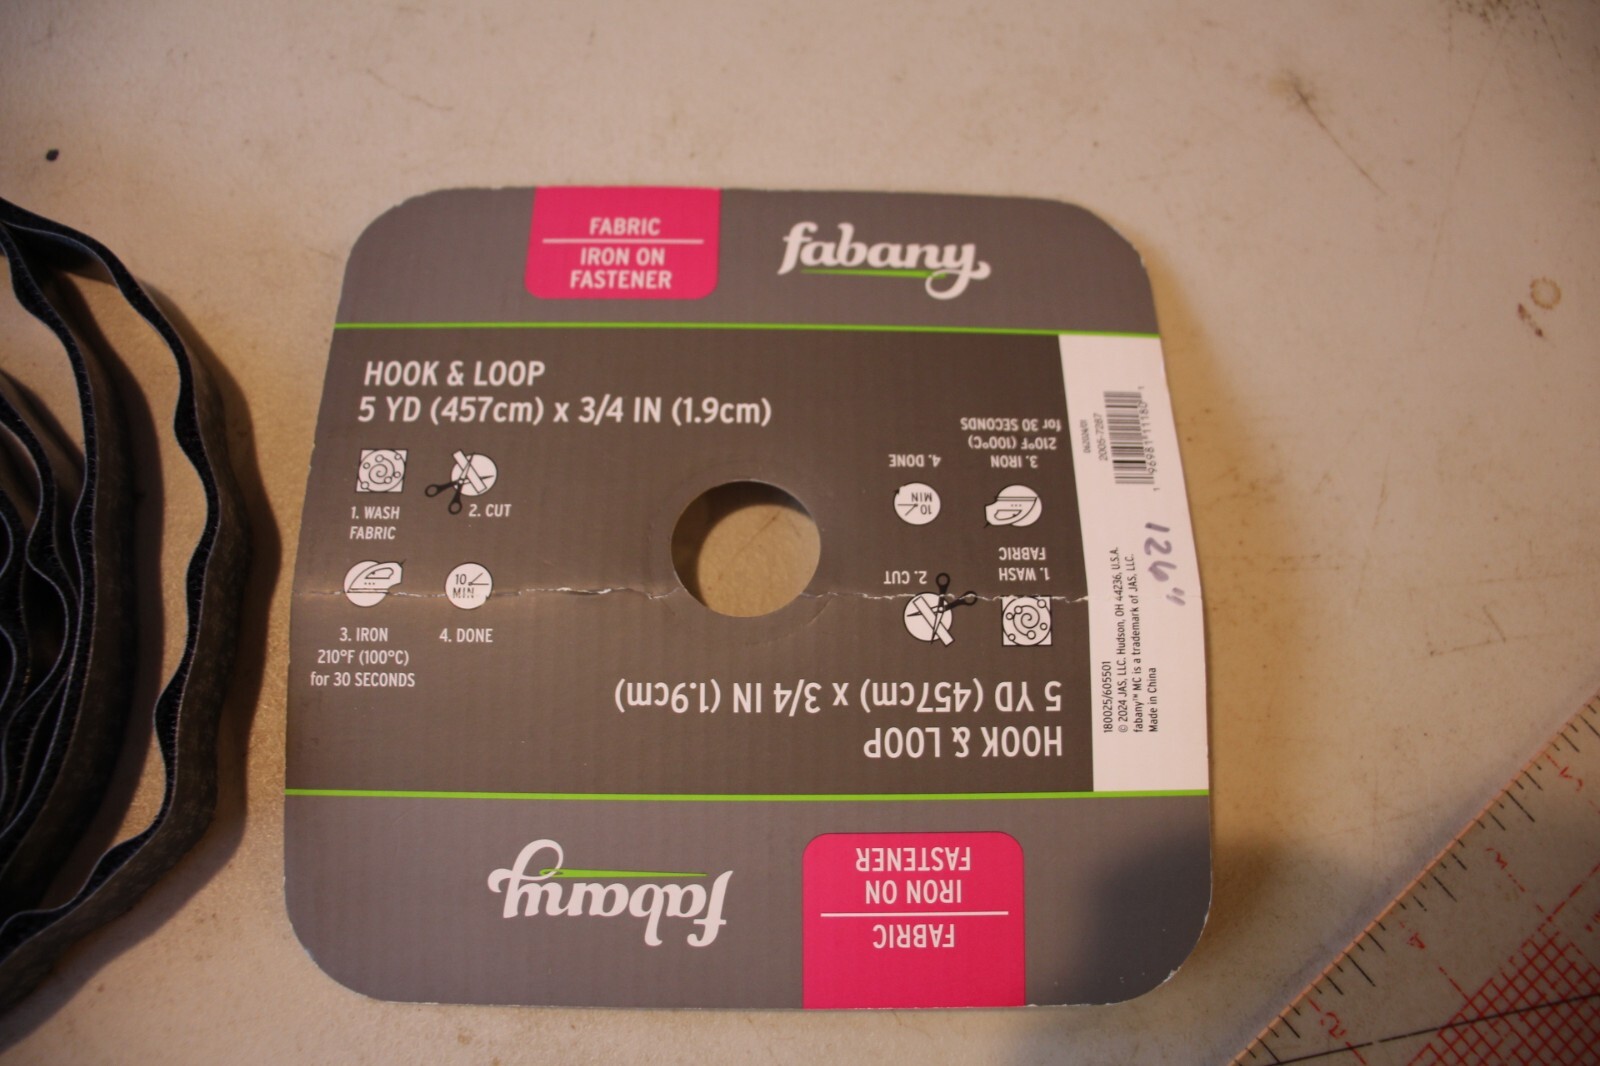 FABRIC
IRON ON
FASTENER
fabany
HOOK & LOOP
5 YD (457cm) x 3/4 IN (1.9cm)
1. WASH
FABRIC
2. CUT
3. IRON
210°F (100°C)
for 30 SECONDS
10
MIN
4. DONE
HOOK & LOOP
5 YD (457cm) x 3/4 IN (1.9cm)
1. WASH
FABRIC
2. CUT
3. IRON
210°F (100°C)
for 30 SECONDS
10
MIN
4. DONE
FABRIC
IRON ON
FASTENER
fabany
2005-7287
126"
180025/605501
© 2024 JAS, LLC. Hudson, OH 44236, U.S.A.
fabany™ MC is a trademark of JAS, LLC.
Made in China